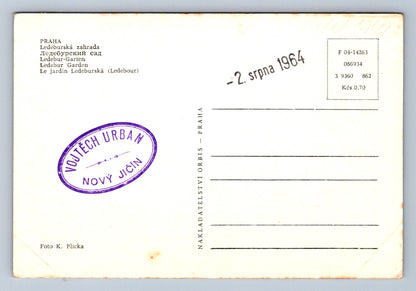 PRAHA
Ledeburská zahrada
Ледебурский сад
Ledebur-Garten
Ledebur Garden
Le jardin Ledeburská (Ledebour)
-2. srpna 1964
F 04-14263
066934
3 9360 862
Kčs 0,70
VOJTĚCH URBAN
NOVÝ JIČÍN
NAKLADATELSTVÍ ORBIS - PRAHA
Foto K. Plicka